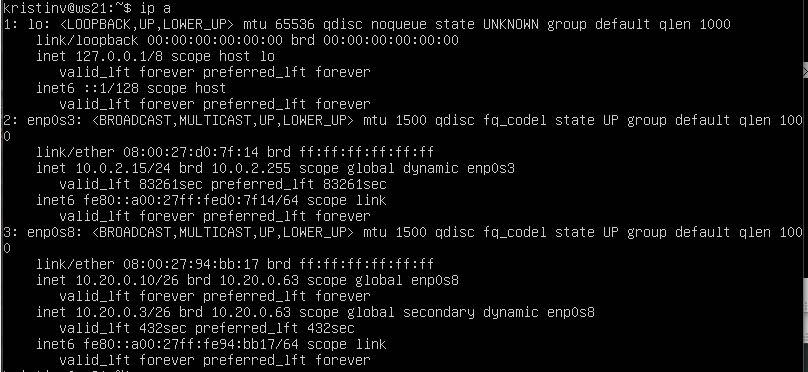 kristinv@ws21:~$ ip a
1: lo: <LOOPBACK,UP,LOWER_UP> mtu 65536 qdisc noqueue state UNKNOWN group default qlen 1000
    link/loopback 00:00:00:00:00:00 brd 00:00:00:00:00:00
    inet 127.0.0.1/8 scope host lo
       valid_lft forever preferred_lft forever
    inet6 ::1/128 scope host
       valid_lft forever preferred_lft forever
2: enp0s3: <BROADCAST,MULTICAST,UP,LOWER_UP> mtu 1500 qdisc fq_codel state UP group default qlen 100
0
    link/ether 08:00:27:d0:7f:14 brd ff:ff:ff:ff:ff:ff
    inet 10.0.2.15/24 brd 10.0.2.255 scope global dynamic enp0s3
       valid_lft 83261sec preferred_lft 83261sec
    inet6 fe80::a00:27ff:fed0:7f14/64 scope link
       valid_lft forever preferred_lft forever
3: enp0s8: <BROADCAST,MULTICAST,UP,LOWER_UP> mtu 1500 qdisc fq_codel state UP group default qlen 100
0
    link/ether 08:00:27:94:bb:17 brd ff:ff:ff:ff:ff:ff
    inet 10.20.0.10/26 brd 10.20.0.63 scope global enp0s8
       valid_lft forever preferred_lft forever
    inet 10.20.0.3/26 brd 10.20.0.63 scope global secondary dynamic enp0s8
       valid_lft 432sec preferred_lft 432sec
    inet6 fe80::a00:27ff:fe94:bb17/64 scope link
       valid_lft forever preferred_lft forever